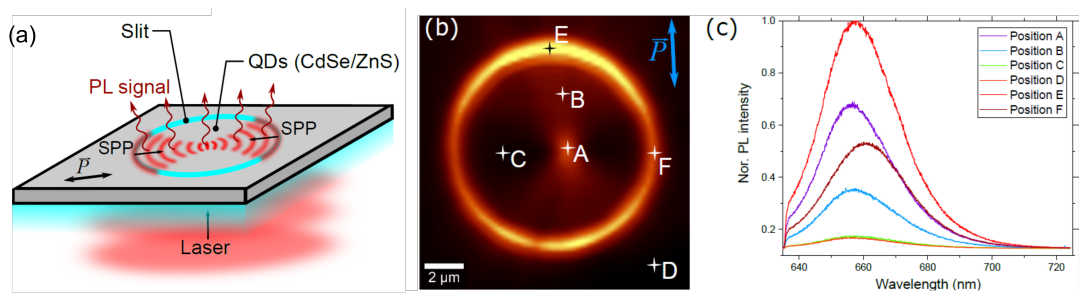 (a)
Slit
QDs (CdSe/ZnS)
PL signal
SPP
SPP
P
Laser
(b)
E
P
B
C
A
F
D
2 μm
(c)
Nor. PL intensity
1.0
0.8
0.6
0.4
0.2
640
660
680
700
720
Wavelength (nm)
Position A
Position B
Position C
Position D
Position E
Position F